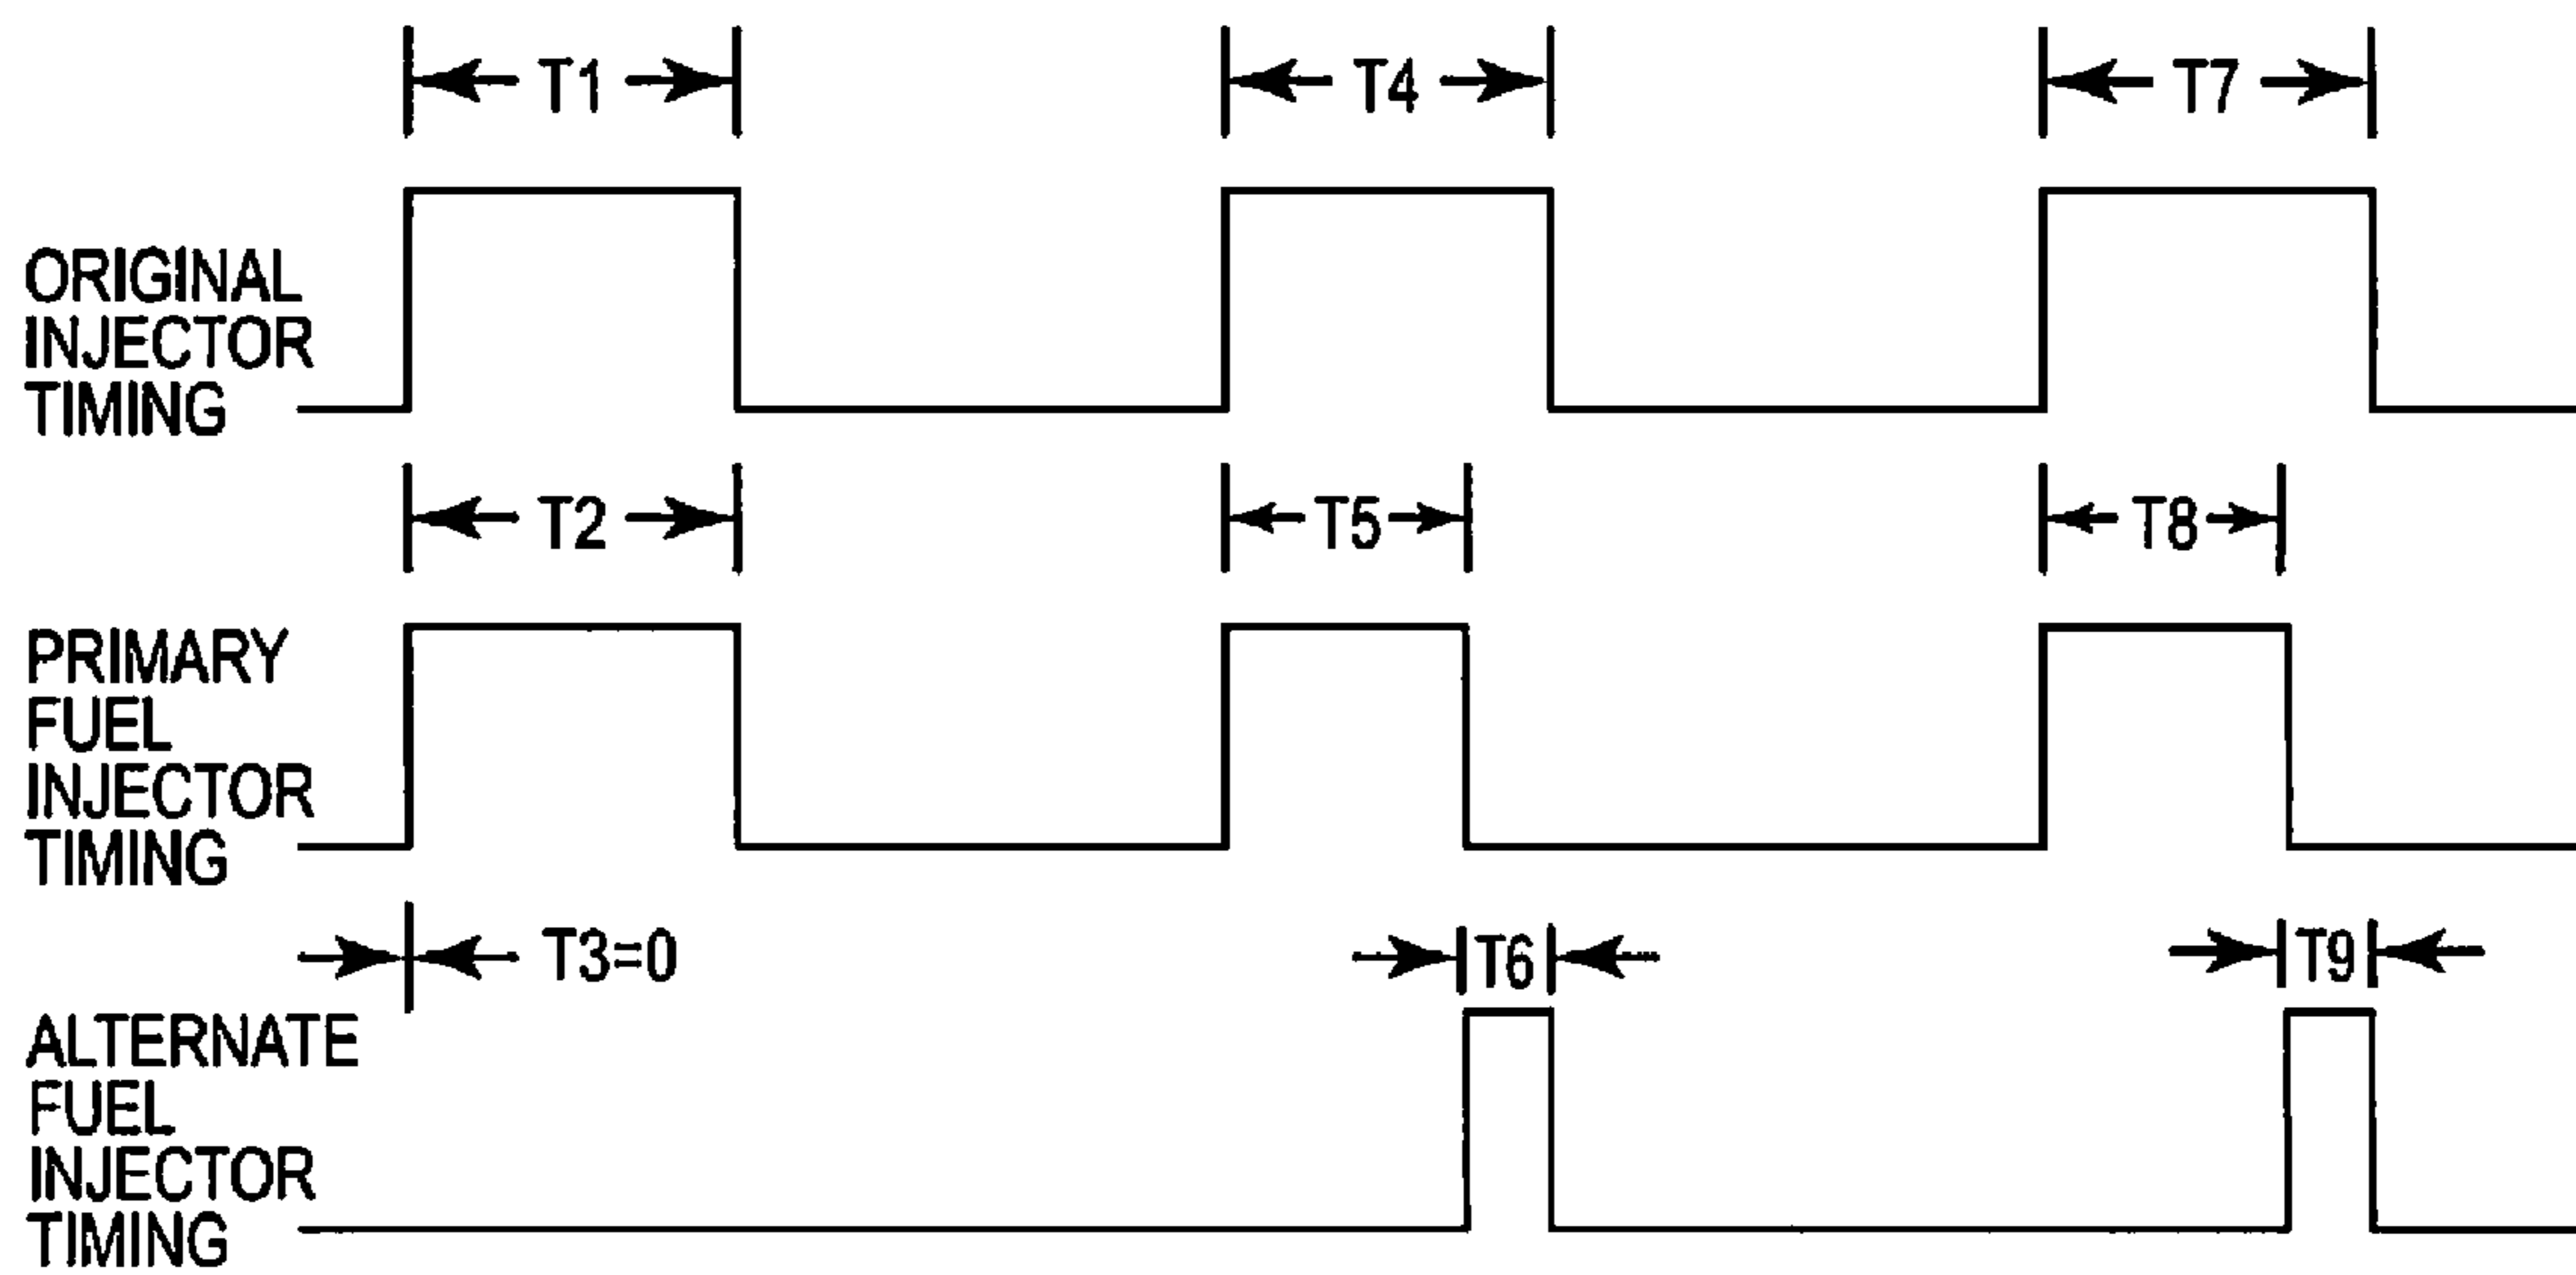 T1
T4
T7
ORIGINAL
INJECTOR
TIMING
T2
T5
T8
PRIMARY
FUEL
INJECTOR
TIMING
T3=0
T6
T9
ALTERNATE
FUEL
INJECTOR
TIMING